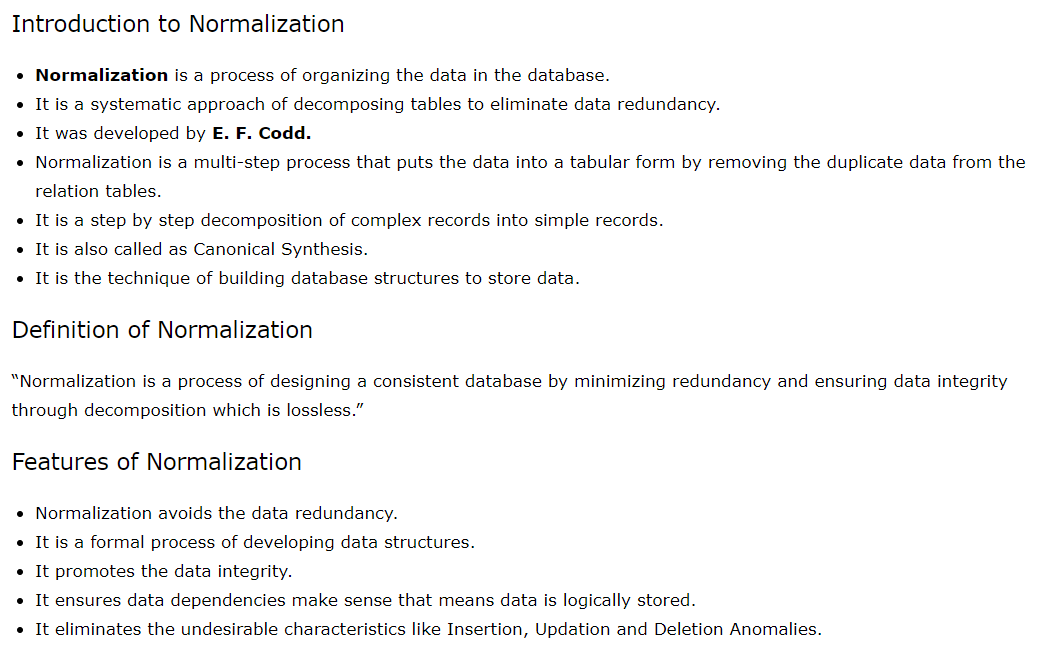 Introduction to Normalization
• Normalization is a process of organizing the data in the database.
• It is a systematic approach of decomposing tables to eliminate data redundancy.
• It was developed by E. F. Codd.
• Normalization is a multi-step process that puts the data into a tabular form by removing the duplicate data from the
relation tables.
• It is a step by step decomposition of complex records into simple records.
• It is also called as Canonical Synthesis.
• It is the technique of building database structures to store data.
Definition of Normalization
“Normalization is a process of designing a consistent database by minimizing redundancy and ensuring data integrity
through decomposition which is lossless.”
Features of Normalization
• Normalization avoids the data redundancy.
• It is a formal process of developing data structures.
• It promotes the data integrity.
• It ensures data dependencies make sense that means data is logically stored.
• It eliminates the undesirable characteristics like Insertion, Updation and Deletion Anomalies.